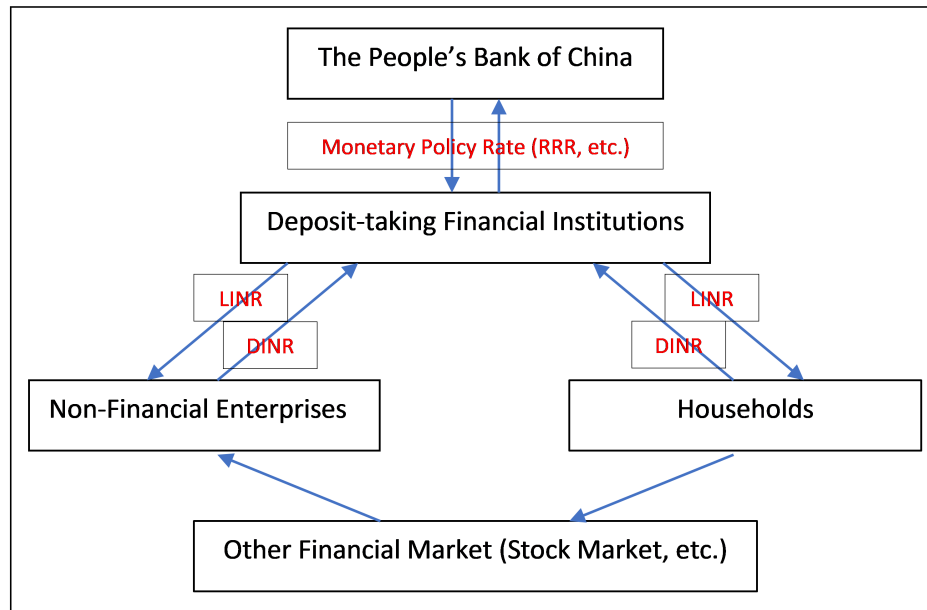 The People’s Bank of China
Monetary Policy Rate (RRR, etc.)
Deposit-taking Financial Institutions
LINR
LINR
DINR
DINR
Non-Financial Enterprises
Households
Other Financial Market (Stock Market, etc.)